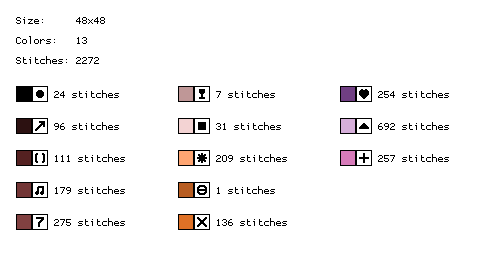 Size: 48x48
Colors: 13
Stitches: 2272
24 stitches
7 stitches
254 stitches
96 stitches
31 stitches
692 stitches
111 stitches
209 stitches
257 stitches
179 stitches
1 stitches
7 275 stitches
136 stitches